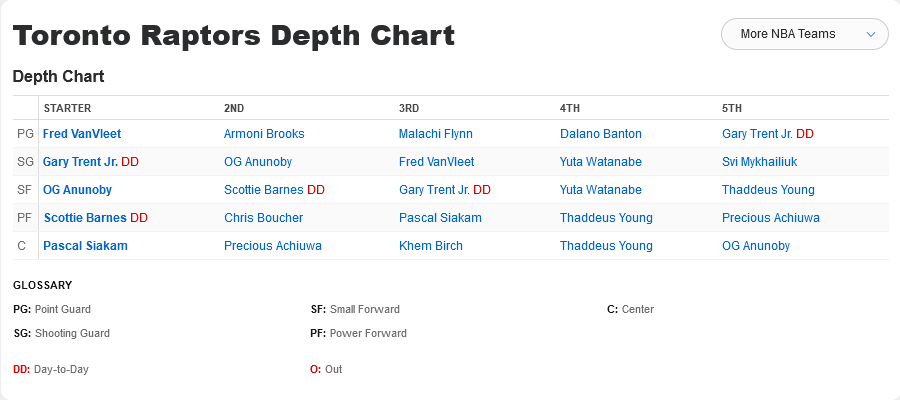 Toronto Raptors Depth Chart
More NBA Teams
Depth Chart
STARTER 2ND 3RD 4TH 5TH
PG Fred VanVleet Armoni Brooks Malachi Flynn Dalano Banton Gary Trent Jr. DD
SG Gary Trent Jr. DD OG Anunoby Fred VanVleet Yuta Watanabe Svi Mykhailiuk
SF OG Anunoby Scottie Barnes DD Gary Trent Jr. DD Yuta Watanabe Thaddeus Young
PF Scottie Barnes DD Chris Boucher Pascal Siakam Thaddeus Young Precious Achiuwa
C Pascal Siakam Precious Achiuwa Khem Birch Thaddeus Young OG Anunoby
GLOSSARY
PG: Point Guard SF: Small Forward C: Center
SG: Shooting Guard PF: Power Forward
DD: Day-to-Day O: Out